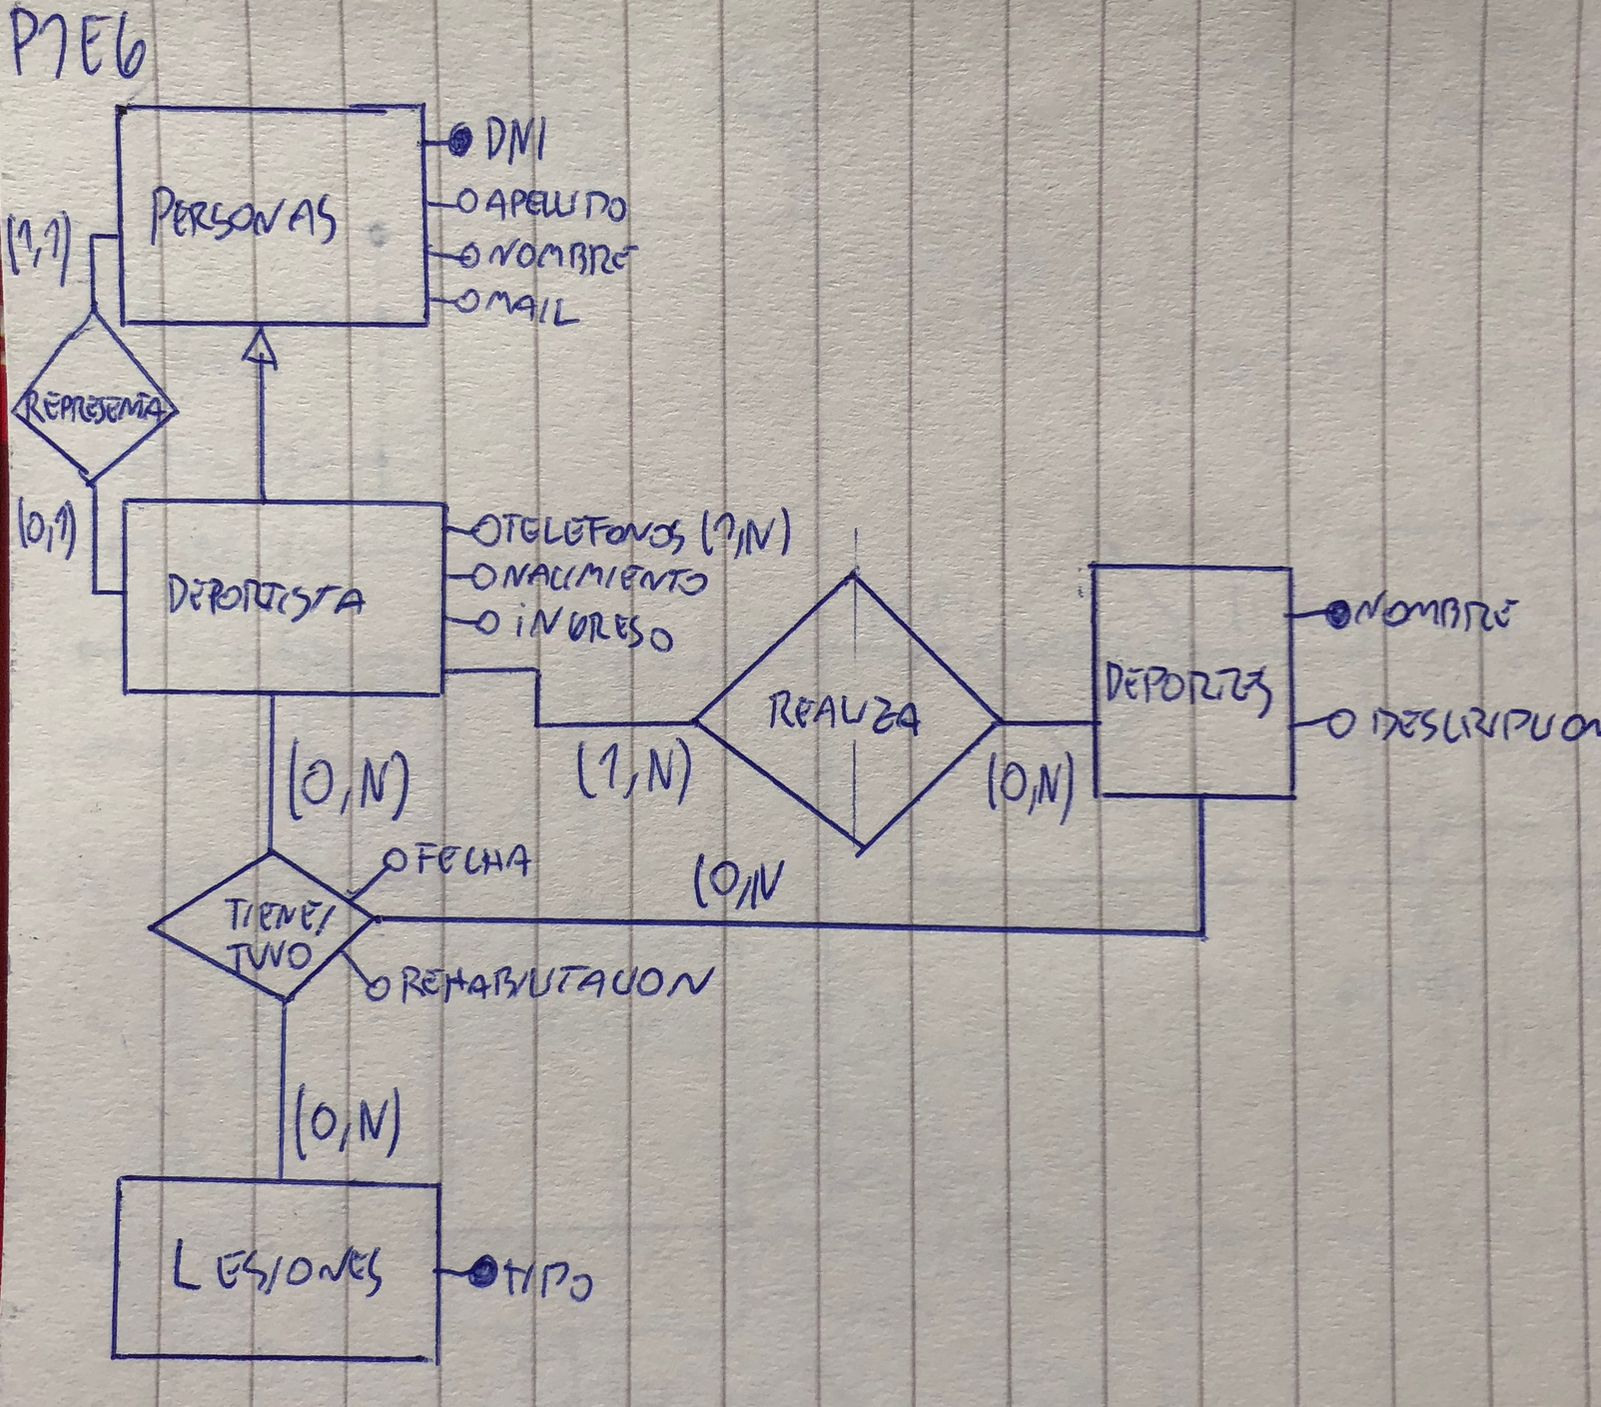 P1E6
PERSONAS
DNI
APELLIDO
NOMBRE
MAIL
(1,1)
REPRESENTA
(0,1)
DEPORTISTA
TELEFONOS (1,N)
NACIMIENTO
INGRESO
(1,N)
REALIZA
(0,N)
DEPORTES
NOMBRE
DESCRIPCION
(0,N)
(0,N
TIENE/
TUVO
FECHA
REHABILITACION
(0,N)
LESIONES
TIPO